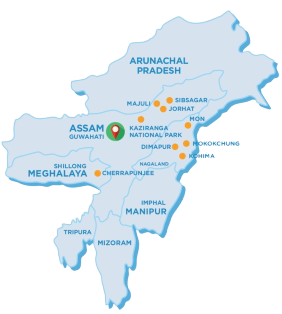 ARUNACHAL
PRADESH
MAJULI
SIBSAGAR
JORHAT
ASSAM
GUWAHATI
KAZIRANGA
NATIONAL PARK
MON
DIMAPUR
MOKOKCHUNG
KOHIMA
NAGALAND
SHILLONG
MEGHALAYA
CHERRAPUNJEE
IMPHAL
MANIPUR
TRIPURA
MIZORAM